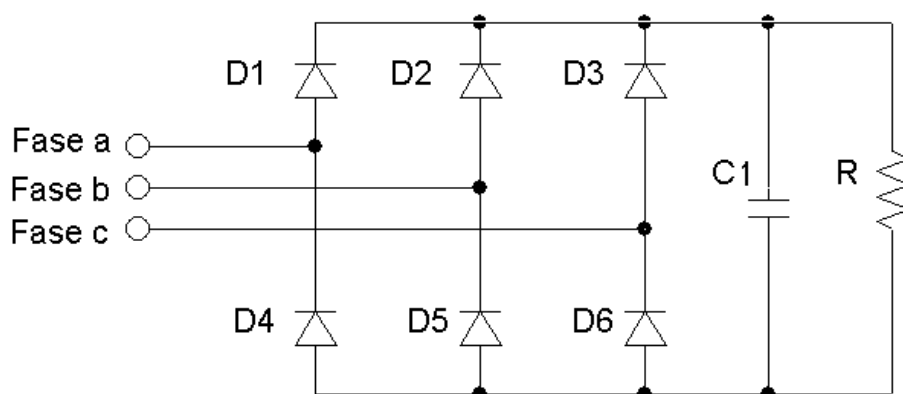 D1 D2 D3
Fase a
C1 R
Fase b
Fase c
D4 D5 D6